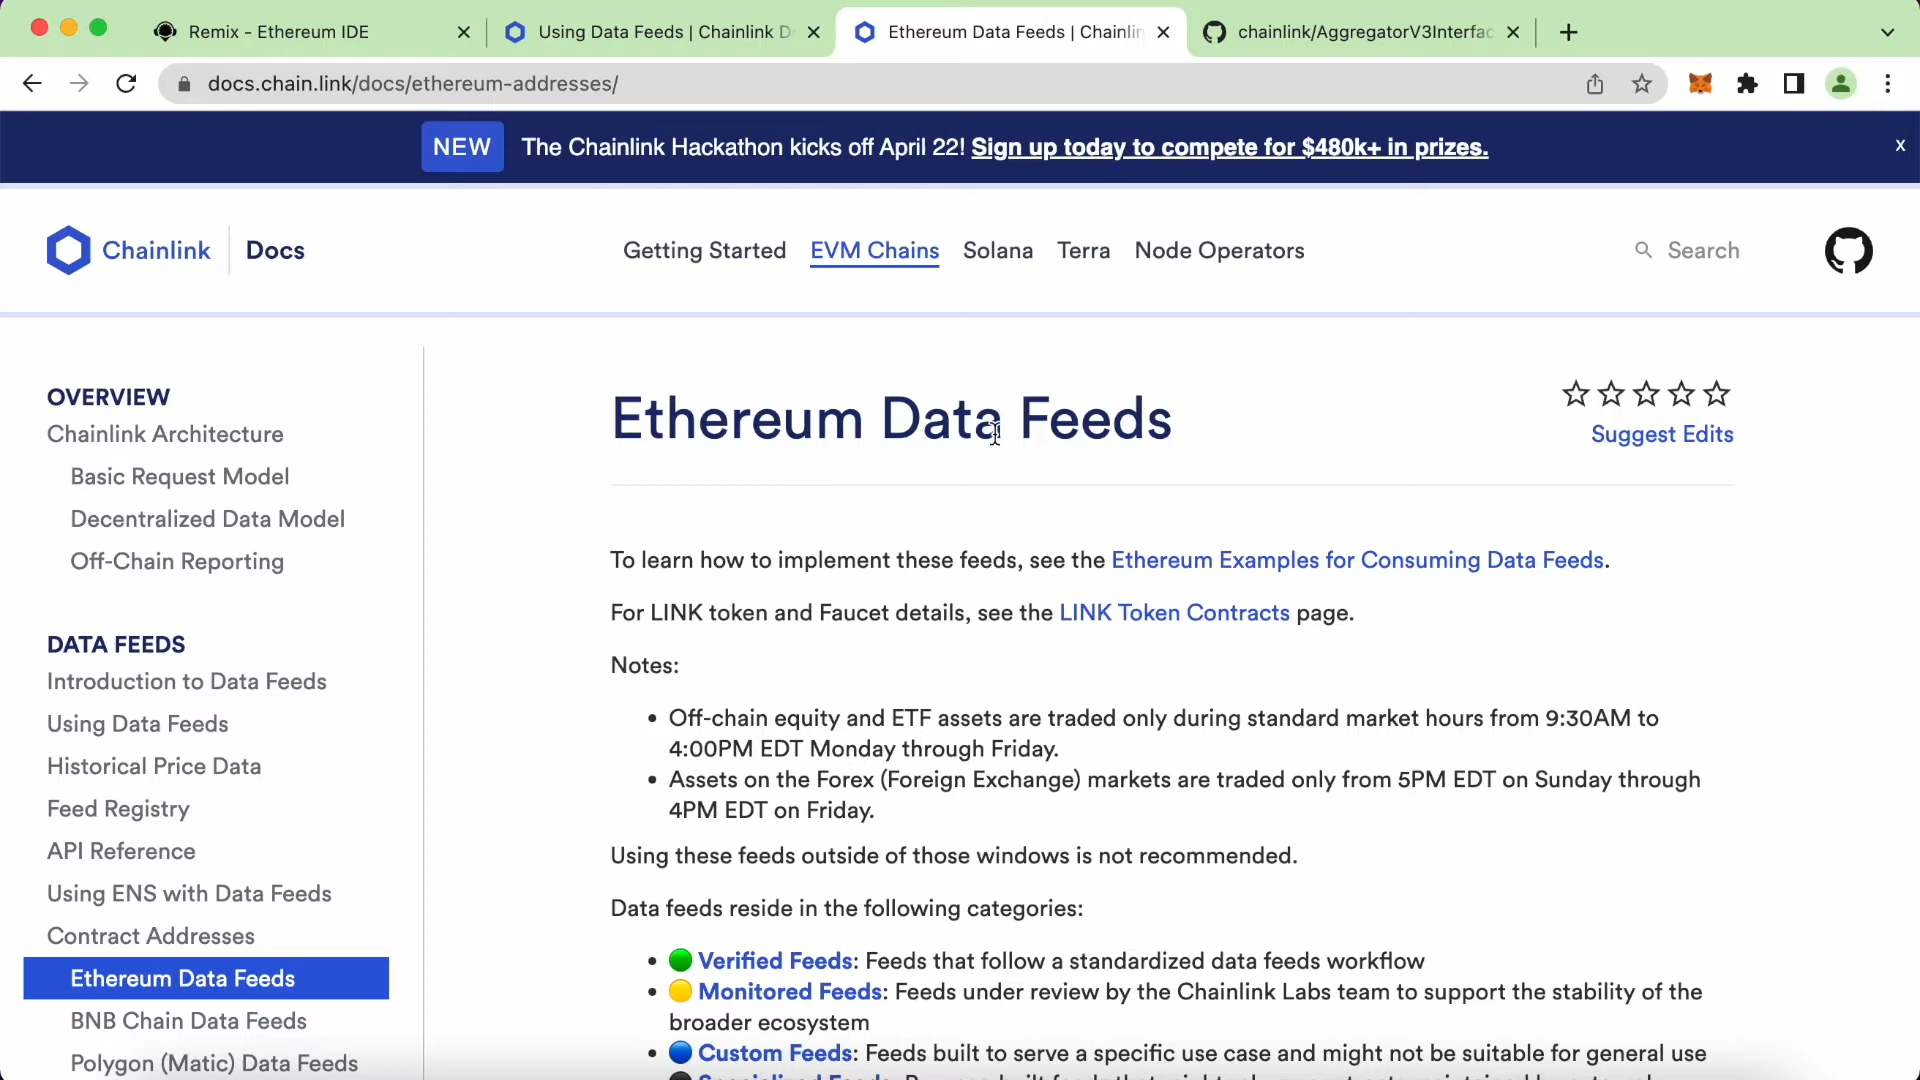 Remix - Ethereum IDE
Using Data Feeds | Chainlink D
Ethereum Data Feeds | Chainlin
chainlink/AggregatorV3Interfac
docs.chain.link/docs/ethereum-addresses/
NEW The Chainlink Hackathon kicks off April 22! Sign up today to compete for $480k+ in prizes. x
Chainlink Docs
Getting Started EVM Chains Solana Terra Node Operators
Search
OVERVIEW
Chainlink Architecture
Basic Request Model
Decentralized Data Model
Off-Chain Reporting
DATA FEEDS
Introduction to Data Feeds
Using Data Feeds
Historical Price Data
Feed Registry
API Reference
Using ENS with Data Feeds
Contract Addresses
Ethereum Data Feeds
BNB Chain Data Feeds
Polygon (Matic) Data Feeds
Ethereum Data Feeds
Suggest Edits
To learn how to implement these feeds, see the Ethereum Examples for Consuming Data Feeds.
For LINK token and Faucet details, see the LINK Token Contracts page.
Notes:
• Off-chain equity and ETF assets are traded only during standard market hours from 9:30AM to
4:00PM EDT Monday through Friday.
• Assets on the Forex (Foreign Exchange) markets are traded only from 5PM EDT on Sunday through
4PM EDT on Friday.
Using these feeds outside of those windows is not recommended.
Data feeds reside in the following categories:
• Verified Feeds: Feeds that follow a standardized data feeds workflow
• Monitored Feeds: Feeds under review by the Chainlink Labs team to support the stability of the
broader ecosystem
• Custom Feeds: Feeds built to serve a specific use case and might not be suitable for general use